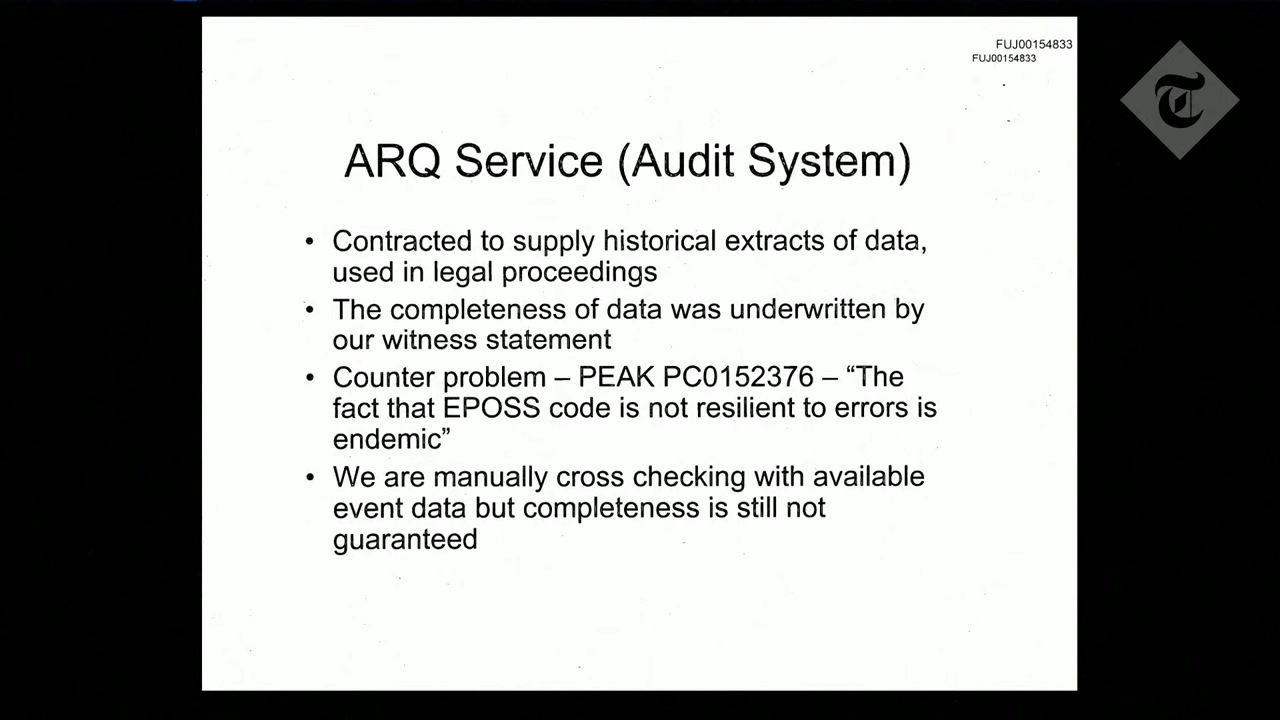 FUJ00154833
FUJ00154833
ARQ Service (Audit System)
• Contracted to supply historical extracts of data,
used in legal proceedings
• The completeness of data was underwritten by
our witness statement
• Counter problem – PEAK PC0152376 – “The
fact that EPOSS code is not resilient to errors is
endemic”
• We are manually cross checking with available
event data but completeness is still not
guaranteed
T